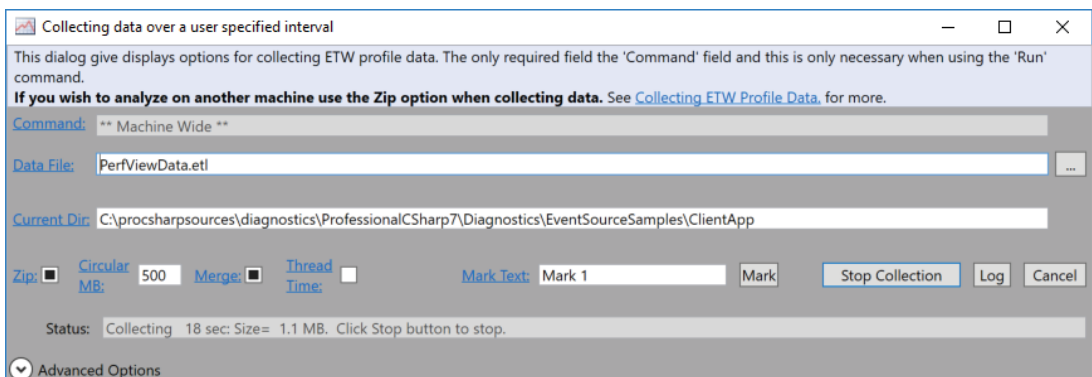 Collecting data over a user specified interval
This dialog give displays options for collecting ETW profile data. The only required field the 'Command' field and this is only necessary when using the 'Run'
command.
If you wish to analyze on another machine use the Zip option when collecting data. See Collecting ETW Profile Data. for more.
Command: ** Machine Wide **
Data File: PerfViewData.etl ...
Current Dir: C:\procsharpsources\diagnostics\ProfessionalCSharp7\Diagnostics\EventSourceSamples\ClientApp
Zip: Circular MB: 500 Merge: Thread Time: Mark Text: Mark 1 Mark Stop Collection Log Cancel
Status: Collecting 18 sec: Size= 1.1 MB. Click Stop button to stop.
Advanced Options